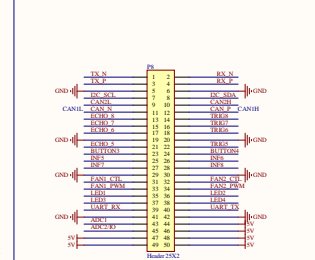 P8
TX_N 1 2 RX_N
TX_P 3 4 RX_P
GND 5 6 GND
I2C_SCL 7 8 I2C_SDA
CAN2L 9 10 CAN2H
CAN1L CAN_N 11 12 CAN_P CAN1H
ECHO_8 13 14 TRIG8
ECHO_7 15 16 TRIG7
ECHO_6 17 18 TRIG6
GND 19 20 GND
ECHO_5 21 22 TRIG5
BUTTON3 23 24 BUTTON4
INF5 25 26 INF6
INF7 27 28 INF8
GND 29 30 GND
FAN1_CTL 31 32 FAN2_CTL
FAN1_PWM 33 34 FAN2_PWM
LED1 35 36 LED2
LED3 37 38 LED4
UART_RX 39 40 UART_TX
GND 41 42 GND
ADC1 43 44 5V
ADC2/IO 45 46 5V
5V 47 48 5V
5V 49 50 5V
Header 25X2